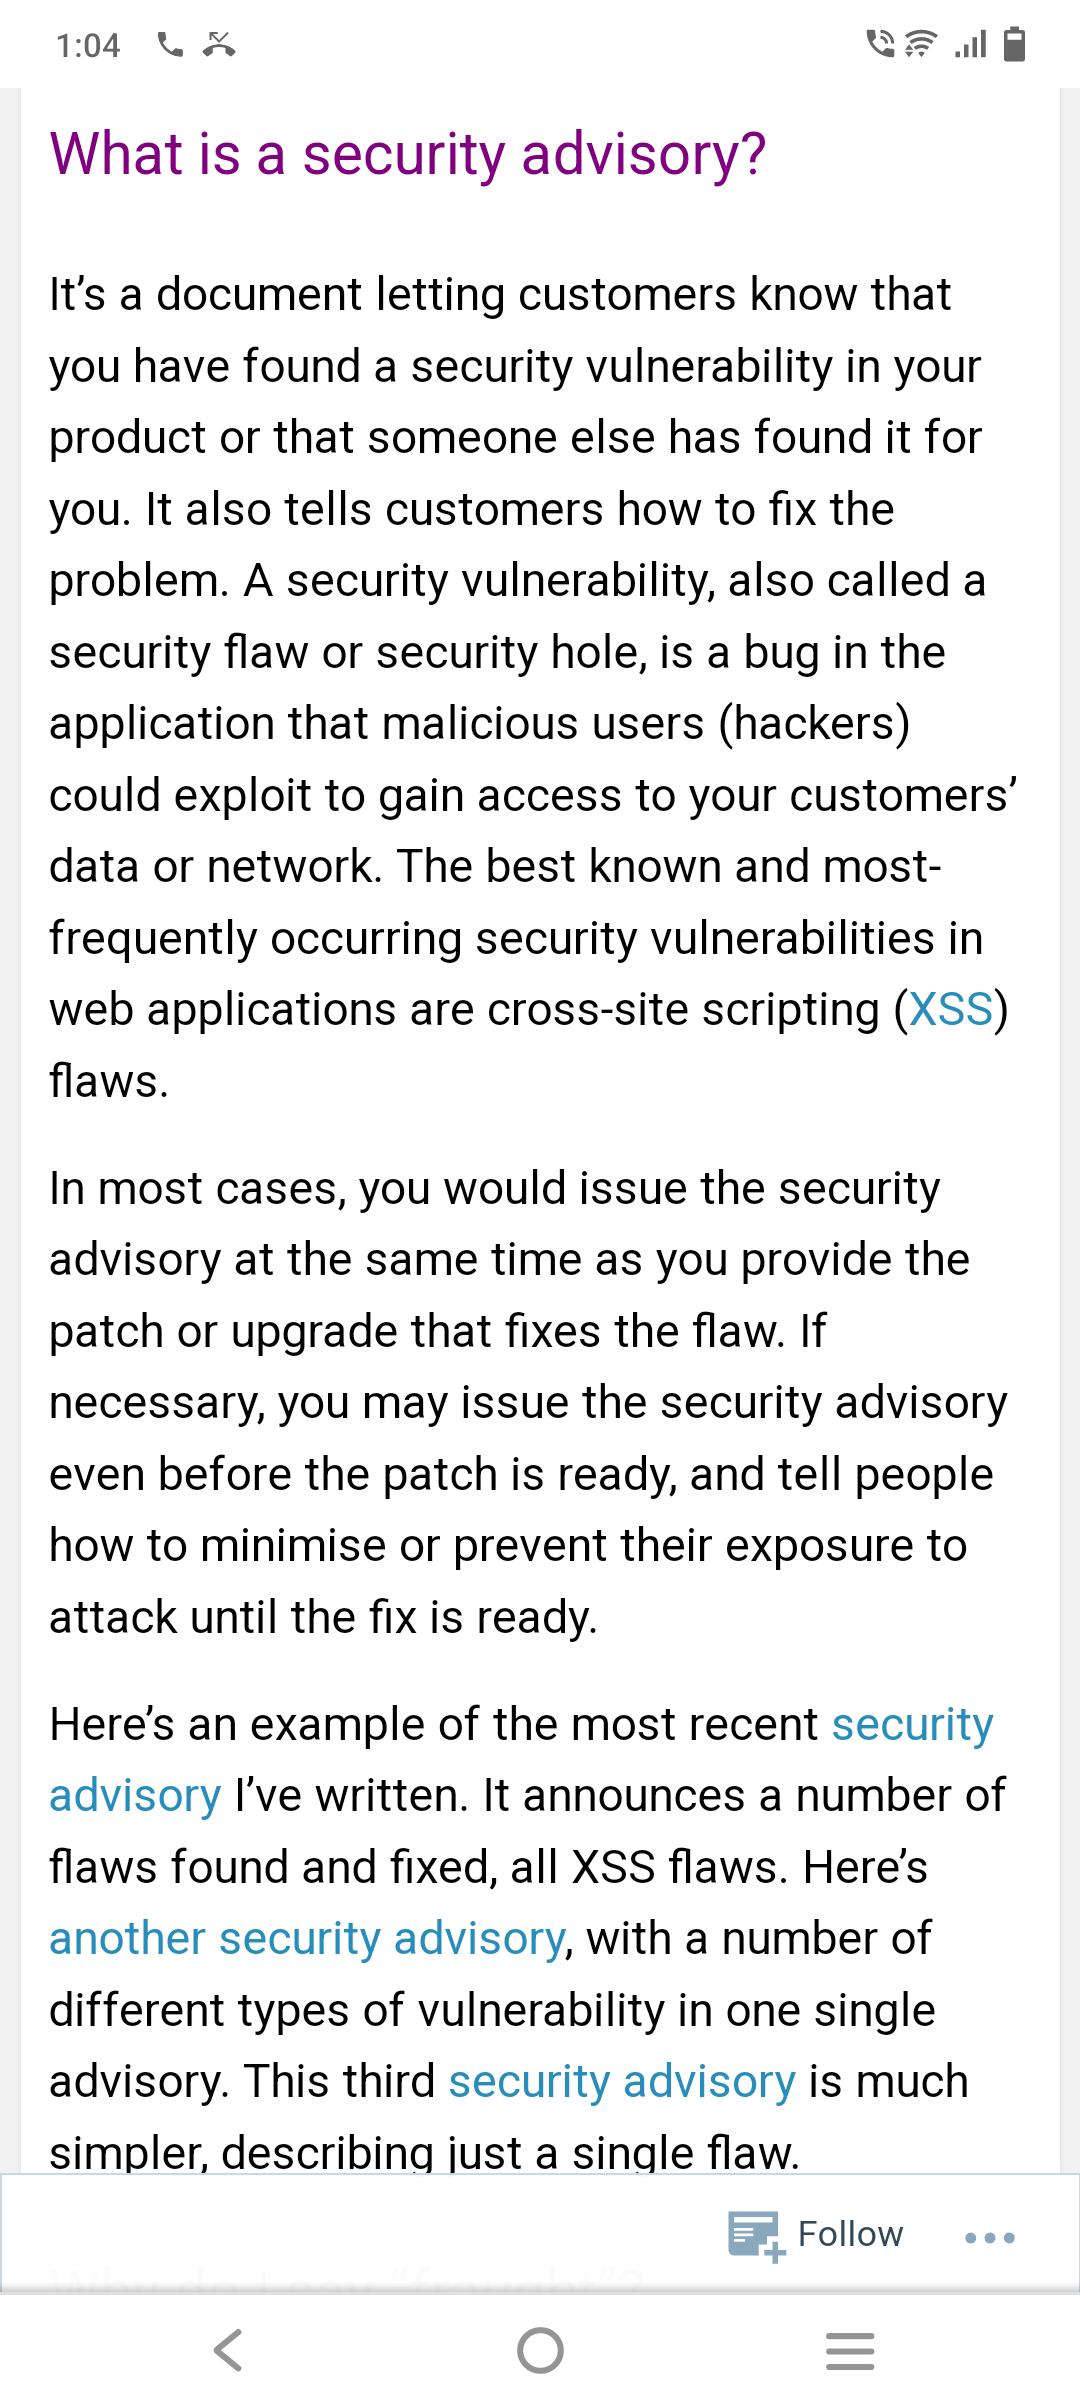 1:04
What is a security advisory?
It’s a document letting customers know that
you have found a security vulnerability in your
product or that someone else has found it for
you. It also tells customers how to fix the
problem. A security vulnerability, also called a
security flaw or security hole, is a bug in the
application that malicious users (hackers)
could exploit to gain access to your customers’
data or network. The best known and most-
frequently occurring security vulnerabilities in
web applications are cross-site scripting (XSS)
flaws.
In most cases, you would issue the security
advisory at the same time as you provide the
patch or upgrade that fixes the flaw. If
necessary, you may issue the security advisory
even before the patch is ready, and tell people
how to minimise or prevent their exposure to
attack until the fix is ready.
Here’s an example of the most recent security
advisory I’ve written. It announces a number of
flaws found and fixed, all XSS flaws. Here’s
another security advisory, with a number of
different types of vulnerability in one single
advisory. This third security advisory is much
simpler, describing just a single flaw.
Follow
Why do I say “fraught”?